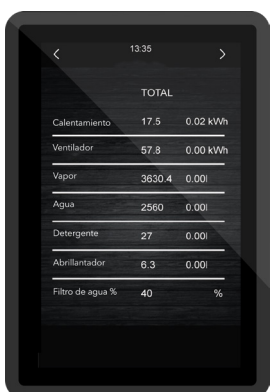 13:35
TOTAL
Calentamiento 17.5 0.02 kWh
Ventilador 57.8 0.00 kWh
Vapor 3630.4 0.00l
Agua 2560 0.00l
Detergente 27 0.00l
Abrillantador 6.3 0.00l
Filtro de agua % 40 %